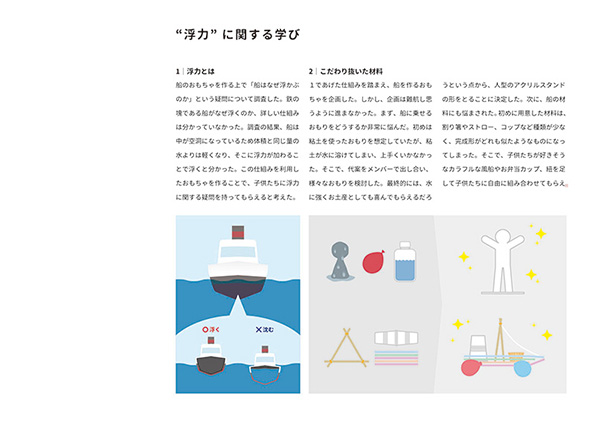 “浮力” に関する学び
1｜浮力とは
船のおもちゃを作る上で「船はなぜ浮かぶ
のか」という疑問について調査した。鉄の
塊である船がなぜ浮くのか、詳しい仕組み
は分かっていなかった。調査の結果、船は
中が空洞になっているため体積と同じ量の
水よりは軽くなり、そこに浮力が加わるこ
とで浮くと分かった。この仕組みを利用し
たおもちゃを作ることで、子供たちに浮力
に関する疑問を持ってもらえると考えた。
2｜こだわり抜いた材料
１であげた仕組みを踏まえ、船を作るおも
ちゃを企画した。しかし、企画は難航し思
うように進まなかった。まず、船に乗せる
おもりをどうするか非常に悩んだ。初めは
粘土を使ったおもりを想定していたが、粘
土が水に溶けてしまい、上手くいかなかっ
た。そこで、代案をメンバーで出し合い、
様々なおもりを検討した。最終的には、水
に強くお土産としても喜んでもらえるだろ
うという点から、人型のアクリルスタンド
の形をとることに決定した。次に、船の材
料にも悩まされた。初めに用意した材料は、
割り箸やストロー、コップなど種類が少な
く、完成形がどれも似たようなものになっ
てしまった。そこで、子供たちが好きそう
なカラフルな風船やお弁当カップ、紐を足
して子供たちに自由に組み合わせてもらえ。
浮く
沈む